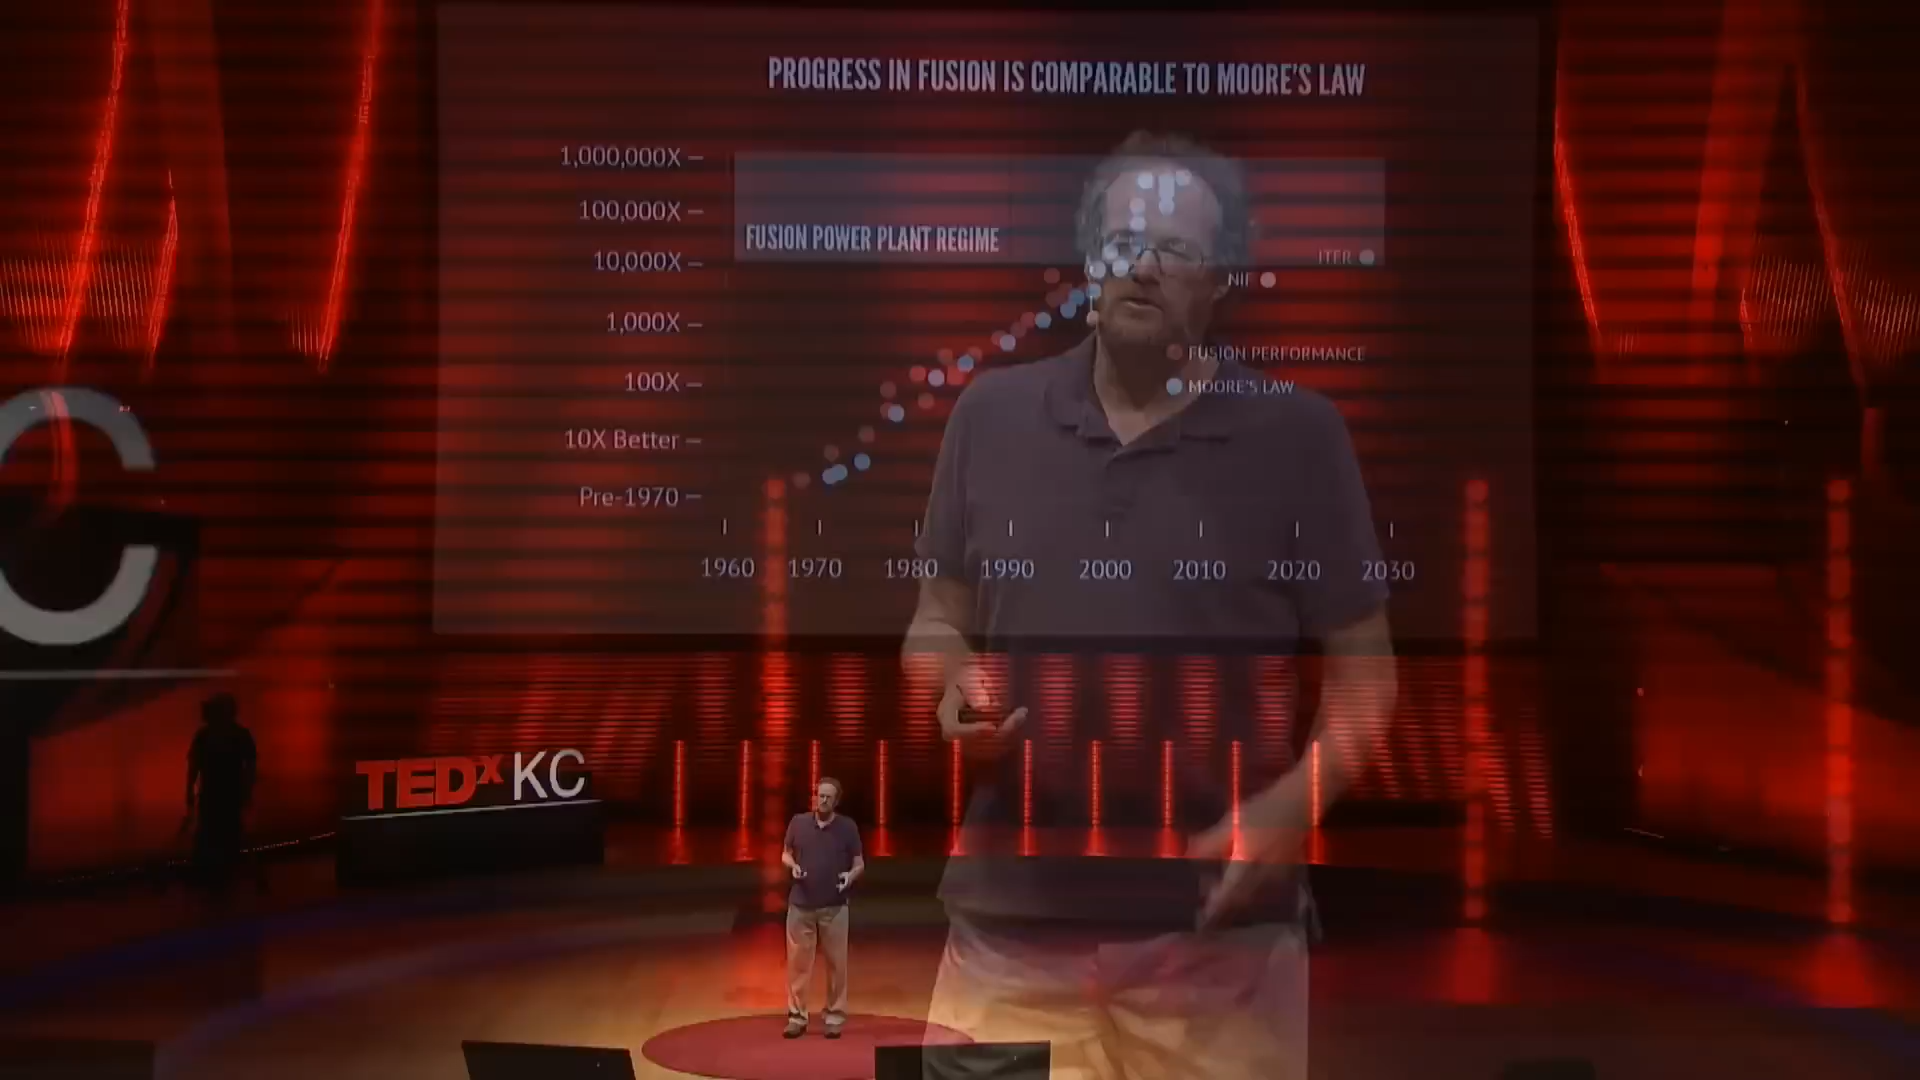 PROGRESS IN FUSION IS COMPARABLE TO MOORE'S LAW
1,000,000X
100,000X
FUSION POWER PLANT REGIME
10,000X
ITER
NIF
1,000X
FUSION PERFORMANCE
100X
MOORE'S LAW
10X Better
Pre-1970
1960 1970 1980 1990 2000 2010 2020 2030
C
TEDxKC